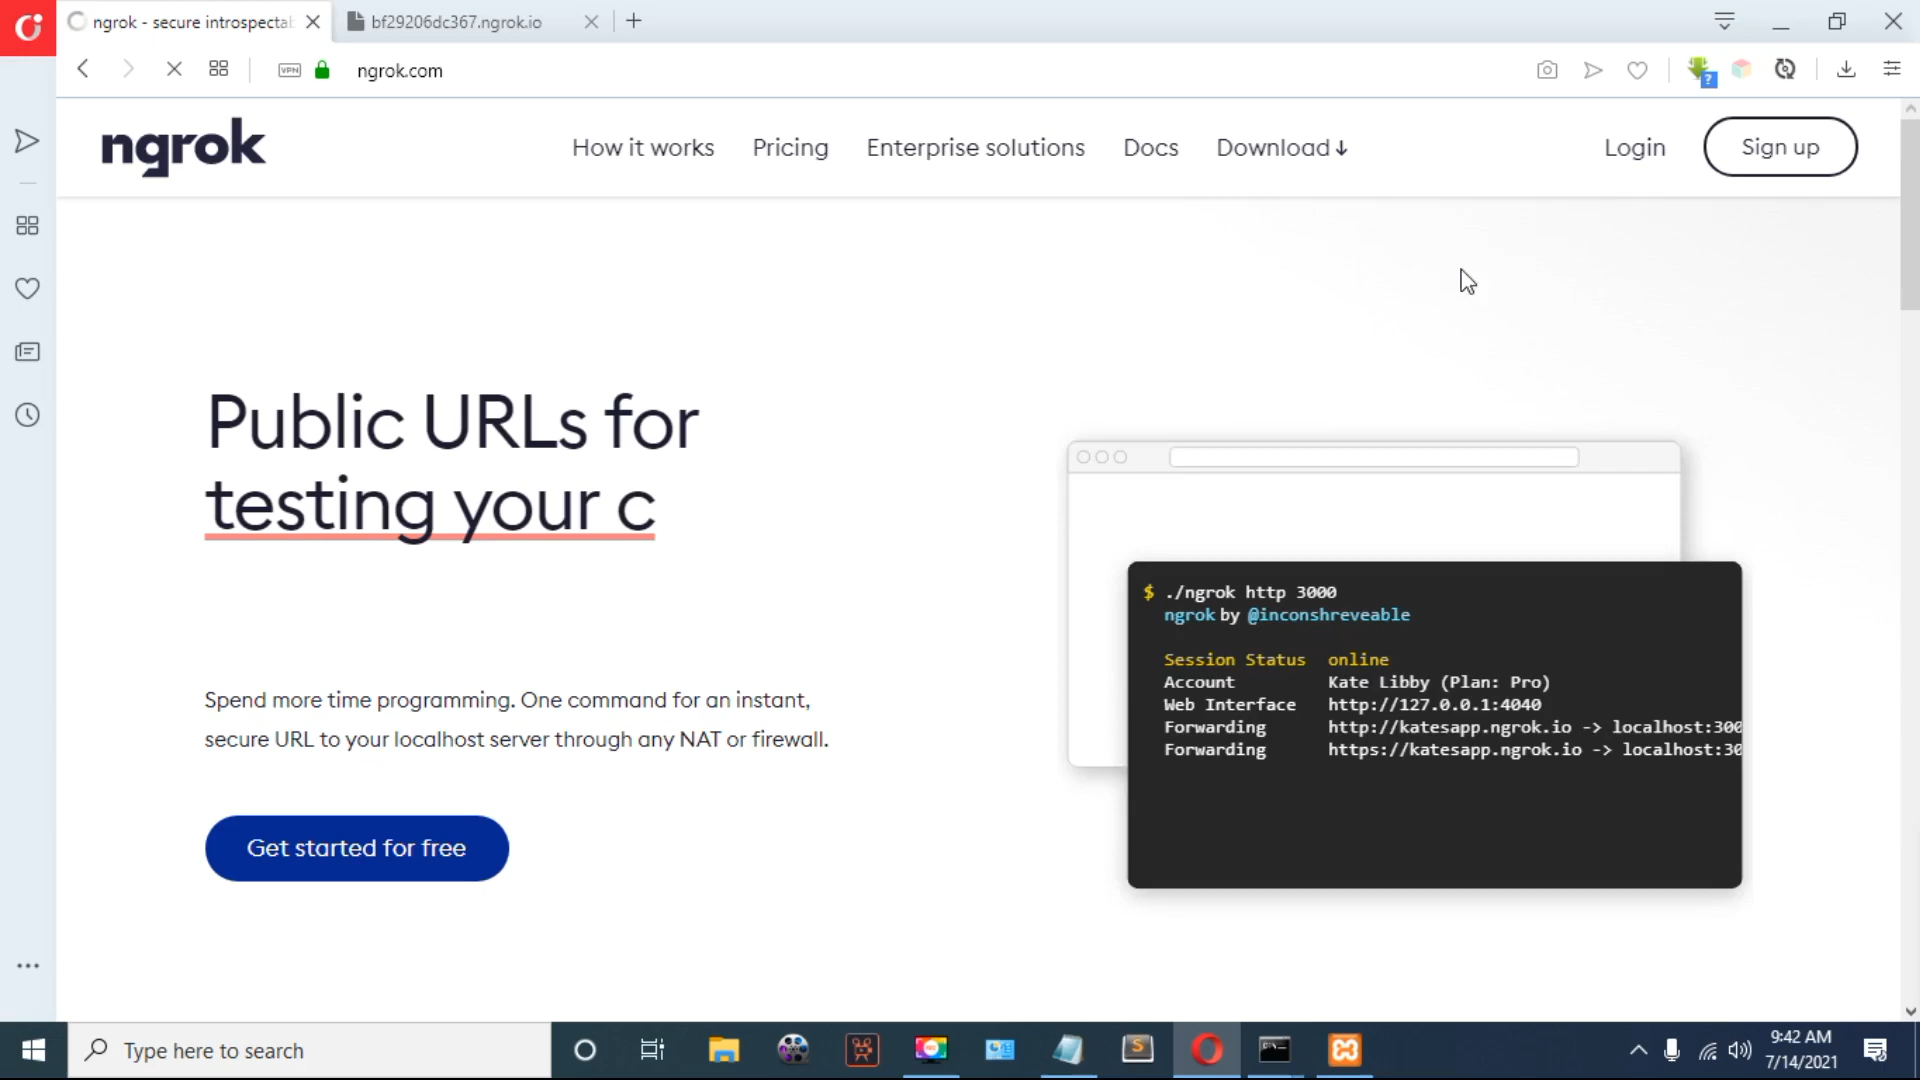 ngrok - secure introspectab
bf29206dc367.ngrok.io
VPN
ngrok.com
ngrok
How it works
Pricing
Enterprise solutions
Docs
Download ↓
Login
Sign up
Public URLs for
testing your c
Spend more time programming. One command for an instant,
secure URL to your localhost server through any NAT or firewall.
Get started for free
$ ./ngrok http 3000
ngrok by @inconshreveable
Session Status online
Account Kate Libby (Plan: Pro)
Web Interface http://127.0.0.1:4040
Forwarding http://katesapp.ngrok.io -> localhost:300
Forwarding https://katesapp.ngrok.io -> localhost:30
Type here to search
9:42 AM
7/14/2021